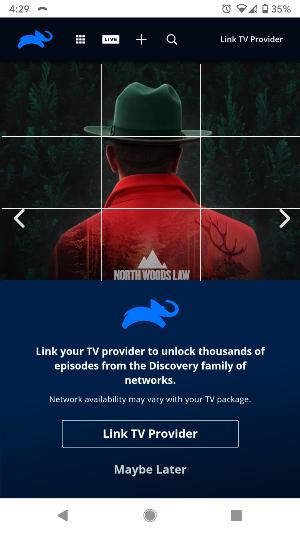 4:29
35%
LIVE
Link TV Provider
NORTH WOODS LAW
Link your TV provider to unlock thousands of
episodes from the Discovery family of
networks.
Network availability may vary with your TV package.
Link TV Provider
Maybe Later